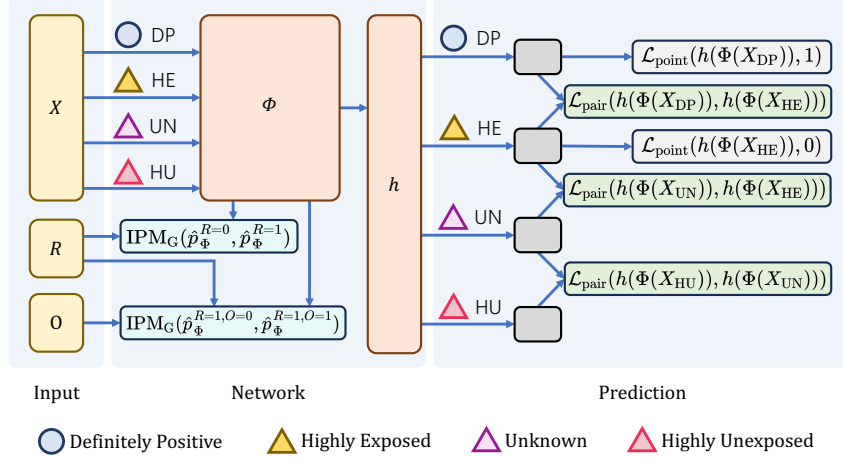 X
R
O
DP
HE
UN
HU
Φ
IPM_G(p̂_Φ^{R=0}, p̂_Φ^{R=1})
IPM_G(p̂_Φ^{R=1,O=0}, p̂_Φ^{R=1,O=1})
h
DP
HE
UN
HU
ℒ_point(h(Φ(X_DP)), 1)
ℒ_pair(h(Φ(X_DP)), h(Φ(X_HE)))
ℒ_point(h(Φ(X_HE)), 0)
ℒ_pair(h(Φ(X_UN)), h(Φ(X_HE)))
ℒ_pair(h(Φ(X_HU)), h(Φ(X_UN)))
Input
Network
Prediction
Definitely Positive
Highly Exposed
Unknown
Highly Unexposed